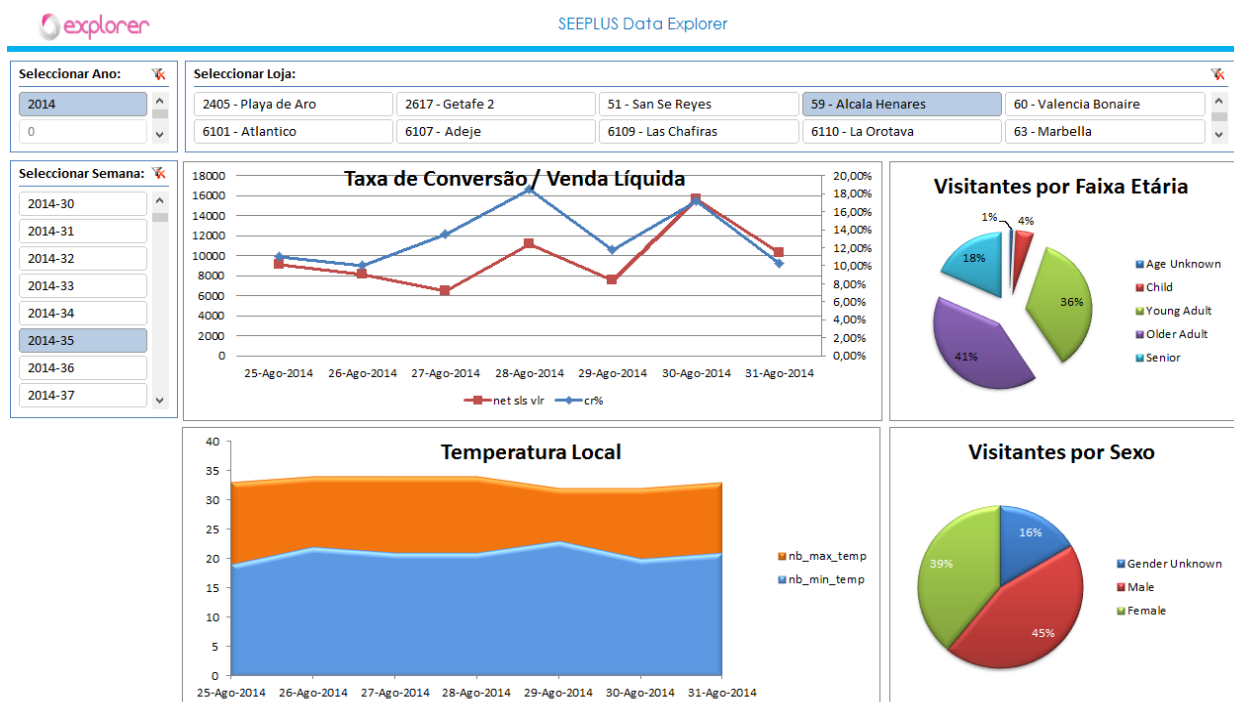 explorer
SEEPLUS Data Explorer
Seleccionar Ano:
2014
0
Seleccionar Loja:
2405 - Playa de Aro
2617 - Getafe 2
51 - San Se Reyes
59 - Alcala Henares
60 - Valencia Bonaire
6101 - Atlantico
6107 - Adeje
6109 - Las Chafiras
6110 - La Orotava
63 - Marbella
Seleccionar Semana:
2014-30
2014-31
2014-32
2014-33
2014-34
2014-35
2014-36
2014-37
Taxa de Conversão / Venda Líquida
18000
16000
14000
12000
10000
8000
6000
4000
2000
0
20,00%
18,00%
16,00%
14,00%
12,00%
10,00%
8,00%
6,00%
4,00%
2,00%
0,00%
25-Ago-2014 26-Ago-2014 27-Ago-2014 28-Ago-2014 29-Ago-2014 30-Ago-2014 31-Ago-2014
net sls vlr cr%
Visitantes por Faixa Etária
1%
4%
18%
36%
41%
Age Unknown
Child
Young Adult
Older Adult
Senior
Temperatura Local
40
35
30
25
20
15
10
5
0
nb_max_temp
nb_min_temp
25-Ago-2014 26-Ago-2014 27-Ago-2014 28-Ago-2014 29-Ago-2014 30-Ago-2014 31-Ago-2014
Visitantes por Sexo
16%
39%
45%
Gender Unknown
Male
Female